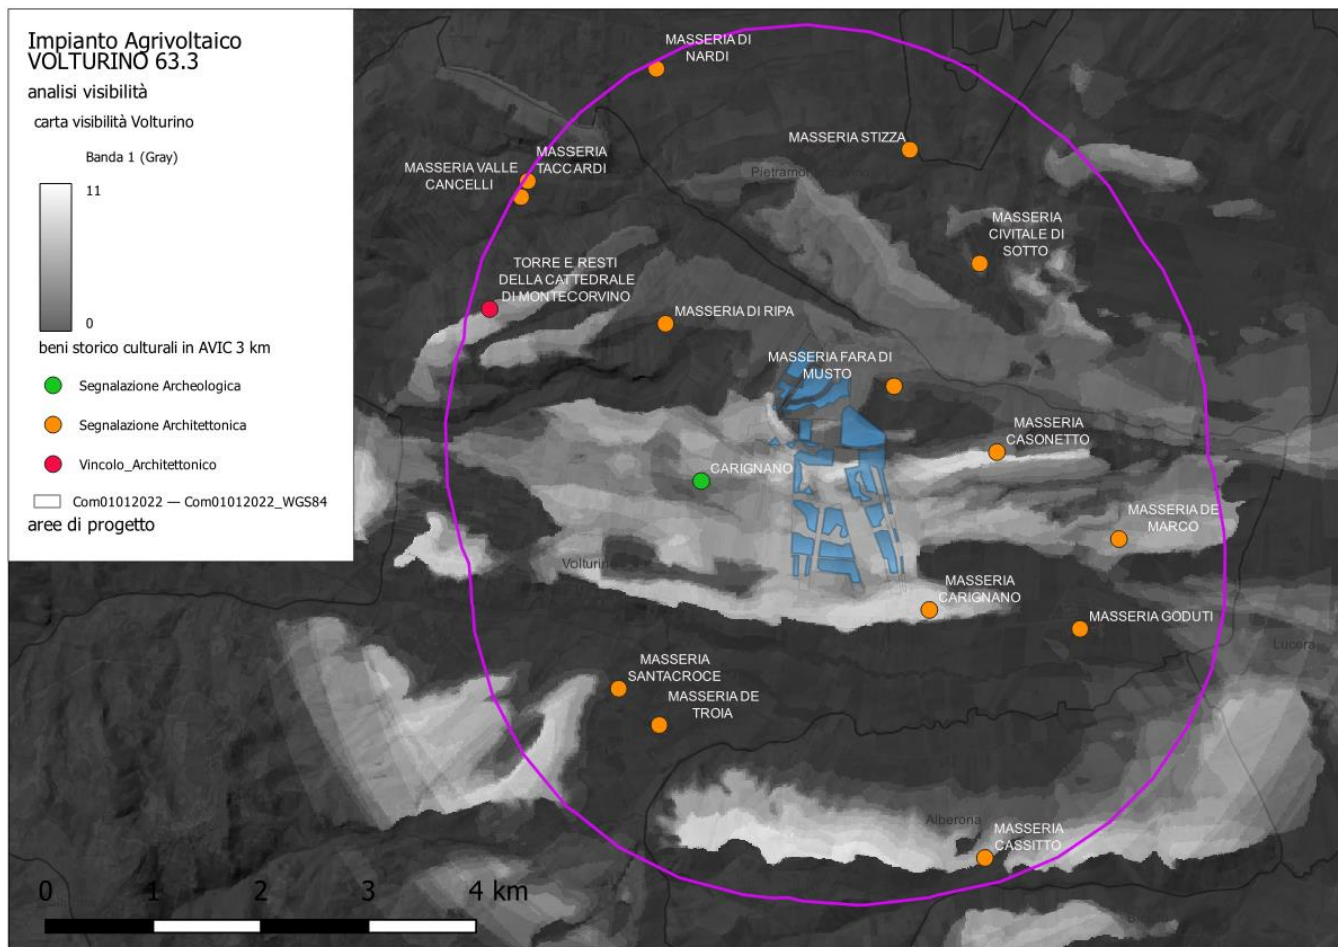 Impianto Agrivoltaico
VOLTURINO 63.3
analisi visibilità
carta visibilità Volturino
Banda 1 (Gray)
11
0
beni storico culturali in AVIC 3 km
Segnalazione Archeologica
Segnalazione Architettonica
Vincolo_Architettonico
Com01012022 — Com01012022_WGS84
aree di progetto
MASSERIA DI
NARDI
MASSERIA STIZZA
MASSERIA
TACCARDI
MASSERIA VALLE
CANCELLI
MASSERIA
CIVITALE DI
SOTTO
TORRE E RESTI
DELLA CATTEDRALE
DI MONTECORVINO
MASSERIA DI RIPA
MASSERIA FARA DI
MUSTO
MASSERIA
CASONETTO
CARIGNANO
MASSERIA DE
MARCO
Volturino
MASSERIA
CARIGNANO
MASSERIA GODUTI
Lucera
MASSERIA
SANTACROCE
MASSERIA DE
TROIA
Alberona
MASSERIA
CASSITTO
0 1 2 3 4 km